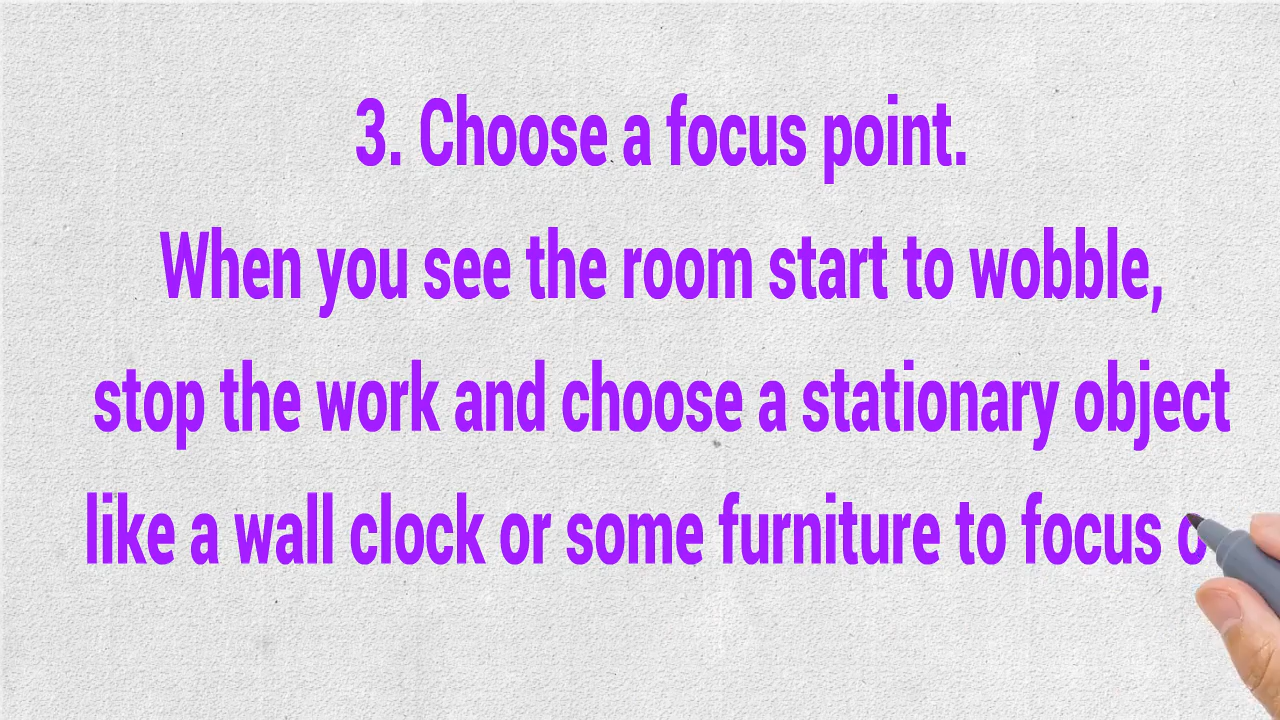 3. Choose a focus point.
When you see the room start to wobble,
stop the work and choose a stationary object
like a wall clock or some furniture to focus